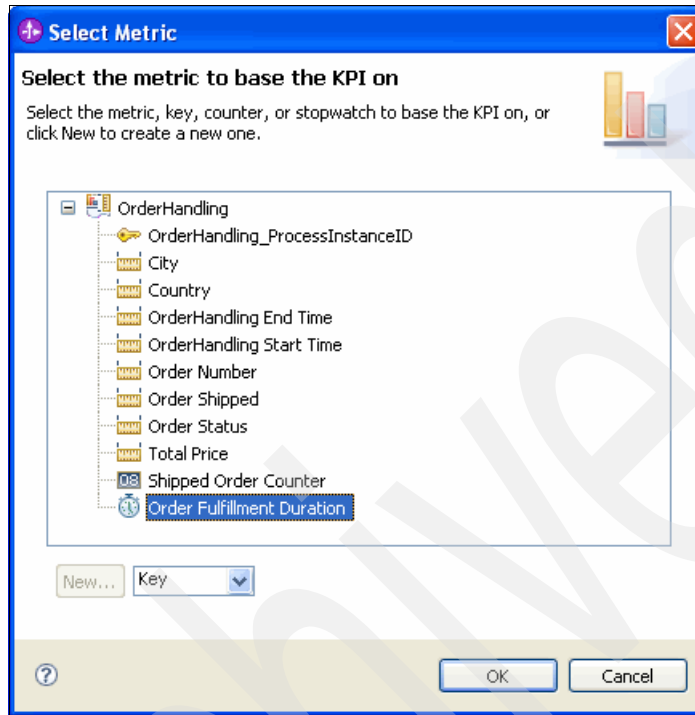 Select Metric
Select the metric to base the KPI on
Select the metric, key, counter, or stopwatch to base the KPI on, or
click New to create a new one.
OrderHandling
OrderHandling_ProcessInstanceID
City
Country
OrderHandling End Time
OrderHandling Start Time
Order Number
Order Shipped
Order Status
Total Price
Shipped Order Counter
Order Fulfillment Duration
New... Key
OK Cancel